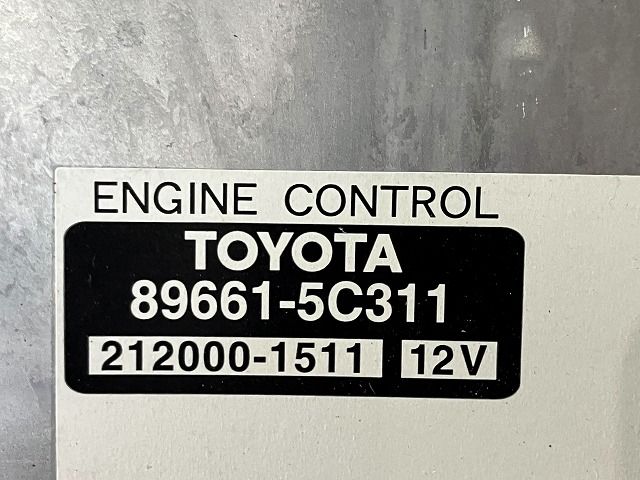 ENGINE CONTROL
TOYOTA
89661-5C311
212000-1511 12V